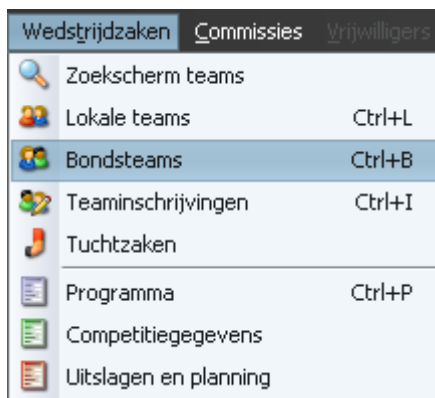 Wedstrijdzaken Commissies Vrijwilligers
Zoekscherm teams
Lokale teams Ctrl+L
Bondsteams Ctrl+B
Teaminschrijvingen Ctrl+I
Tuchtzaken
Programma Ctrl+P
Competitiegegevens
Uitslagen en planning